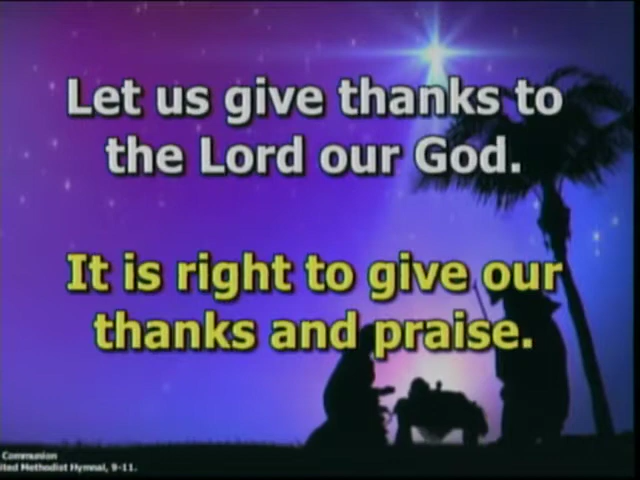 Let us give thanks to
the Lord our God.
It is right to give our
thanks and praise.
Communion
ited Methodist Hymnal, 9-11.